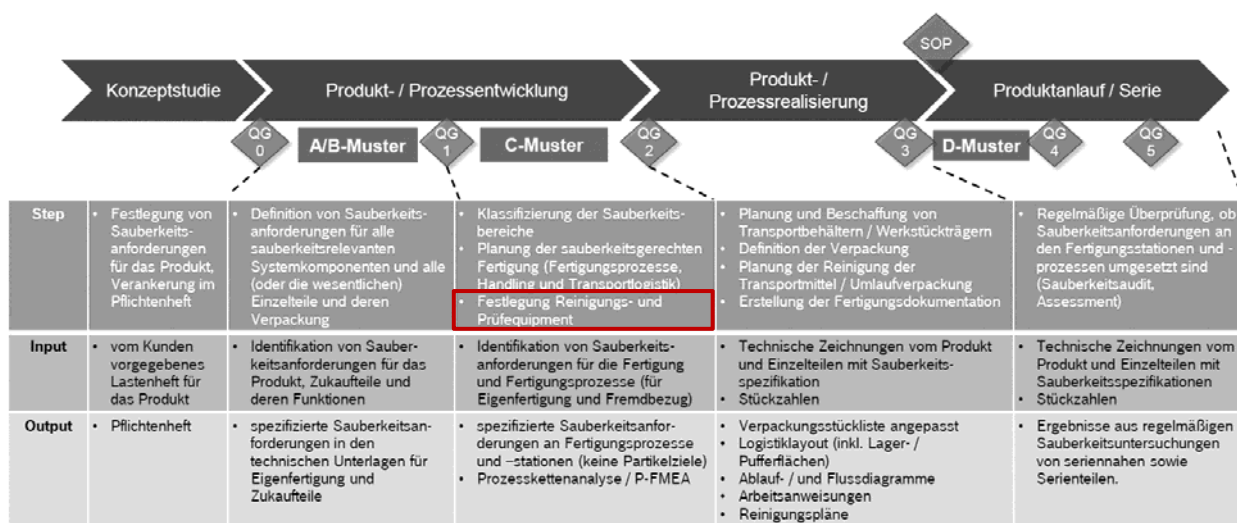 SOP
Konzeptstudie
Produkt- / Prozessentwicklung
Produkt- /
Prozessrealisierung
Produktanlauf / Serie
QG
0
A/B-Muster
QG
1
C-Muster
QG
2
QG
3
D-Muster
QG
4
QG
5
Step
• Festlegung von
Sauberkeits-
anforderungen
für das Produkt,
Verankerung im
Pflichtenheft
• Definition von Sauberkeits-
anforderungen für alle
sauberkeitsrelevanten
Systemkomponenten und alle
(oder die wesentlichen)
Einzelteile und deren
Verpackung
• Klassifizierung der Sauberkeits-
bereiche
• Planung der sauberkeitsgerechten
Fertigung (Fertigungsprozesse,
Handling und Transportlogistik)
• Festlegung Reinigungs- und
Prüfequipment
• Planung und Beschaffung von
Transportbehältern / Werkstückträgern
• Definition der Verpackung
• Planung der Reinigung der
Transportmittel / Umlaufverpackung
• Erstellung der Fertigungsdokumentation
• Regelmäßige Überprüfung, ob
Sauberkeitsanforderungen an
den Fertigungsstationen und -
prozessen umgesetzt sind
(Sauberkeitsaudit,
Assessment)
Input
• vom Kunden
vorgegebenes
Lastenheft für
das Produkt
• Identifikation von Sauber-
keitsanforderungen für das
Produkt, Zukaufteile und
deren Funktionen
• Identifikation von Sauberkeits-
anforderungen für die Fertigung
und Fertigungsprozesse (für
Eigenfertigung und Fremdbezug)
• Technische Zeichnungen vom Produkt
und Einzelteilen mit Sauberkeits-
spezifikation
• Stückzahlen
• Technische Zeichnungen vom
Produkt und Einzelteilen mit
Sauberkeitsspezifikationen
• Stückzahlen
Output
• Pflichtenheft
• spezifizierte Sauberkeitsan-
forderungen in den
technischen Unterlagen für
Eigenfertigung und
Zukaufteile
• spezifizierte Sauberkeitsanfor-
derungen an Fertigungsprozesse
und –stationen (keine Partikelziele)
• Prozesskettenanalyse / P-FMEA
• Verpackungsstückliste angepasst
• Logistiklayout (inkl. Lager- /
Pufferflächen)
• Ablauf- / und Flussdiagramme
• Arbeitsanweisungen
• Reinigungspläne
• Ergebnisse aus regelmäßigen
Sauberkeitsuntersuchungen
von seriennahen sowie
Serienteilen.